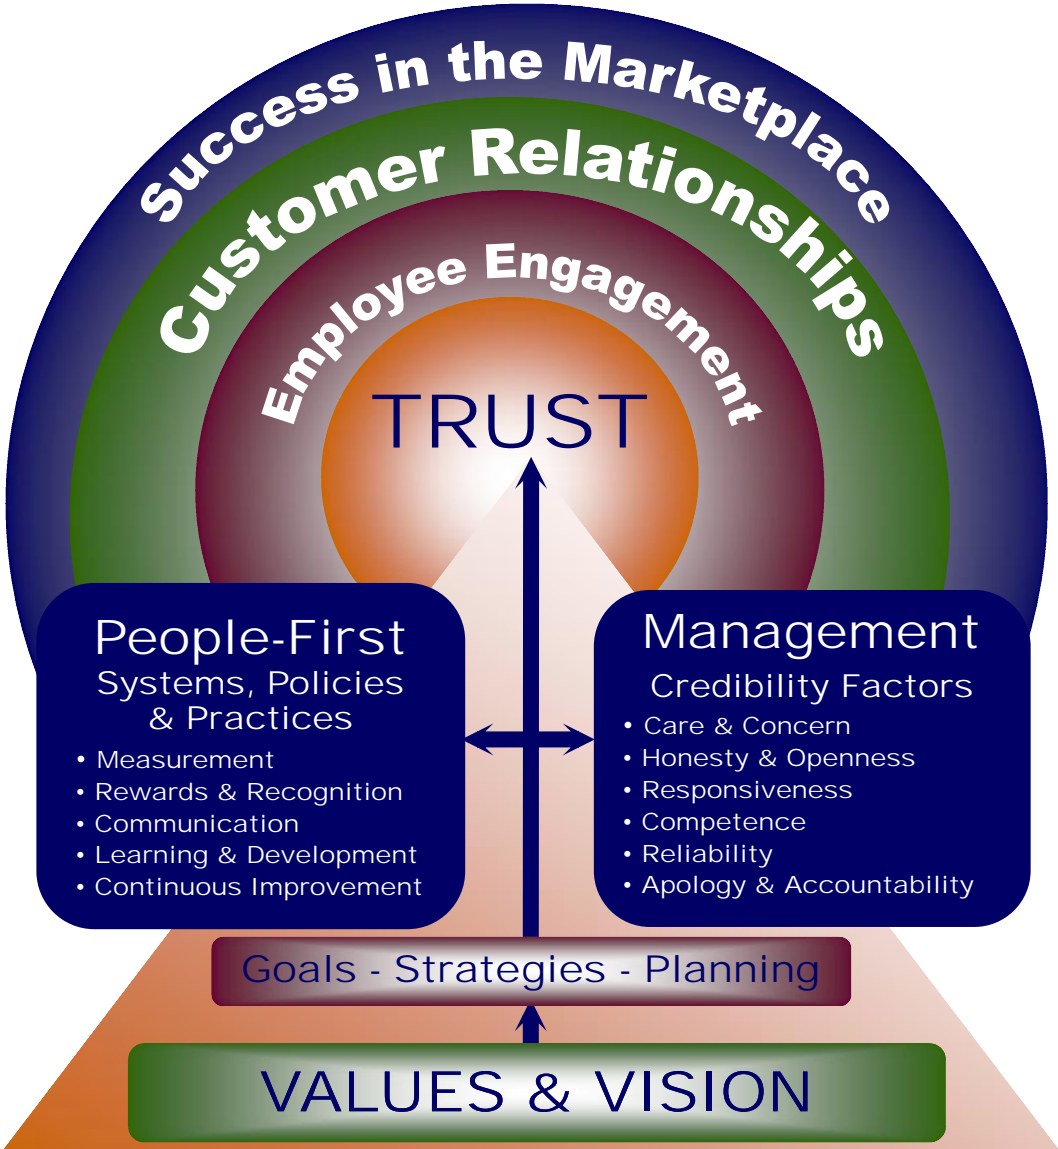 Success in the Marketplace
Customer Relationships
Employee Engagement
TRUST
People-First
Systems, Policies
& Practices
• Measurement
• Rewards & Recognition
• Communication
• Learning & Development
• Continuous Improvement
Management
Credibility Factors
• Care & Concern
• Honesty & Openness
• Responsiveness
• Competence
• Reliability
• Apology & Accountability
Goals - Strategies - Planning
VALUES & VISION